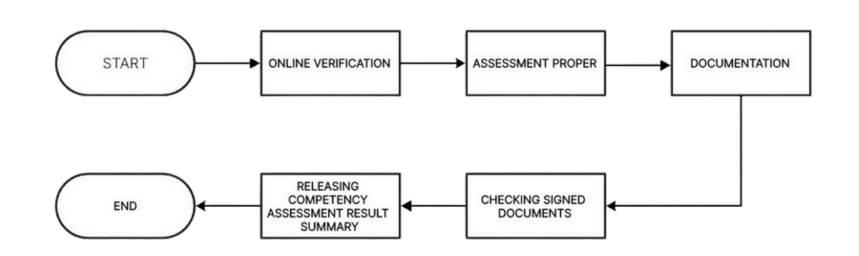 START
ONLINE VERIFICATION
ASSESSMENT PROPER
DOCUMENTATION
CHECKING SIGNED
DOCUMENTS
RELEASING
COMPETENCY
ASSESSMENT RESULT
SUMMARY
END